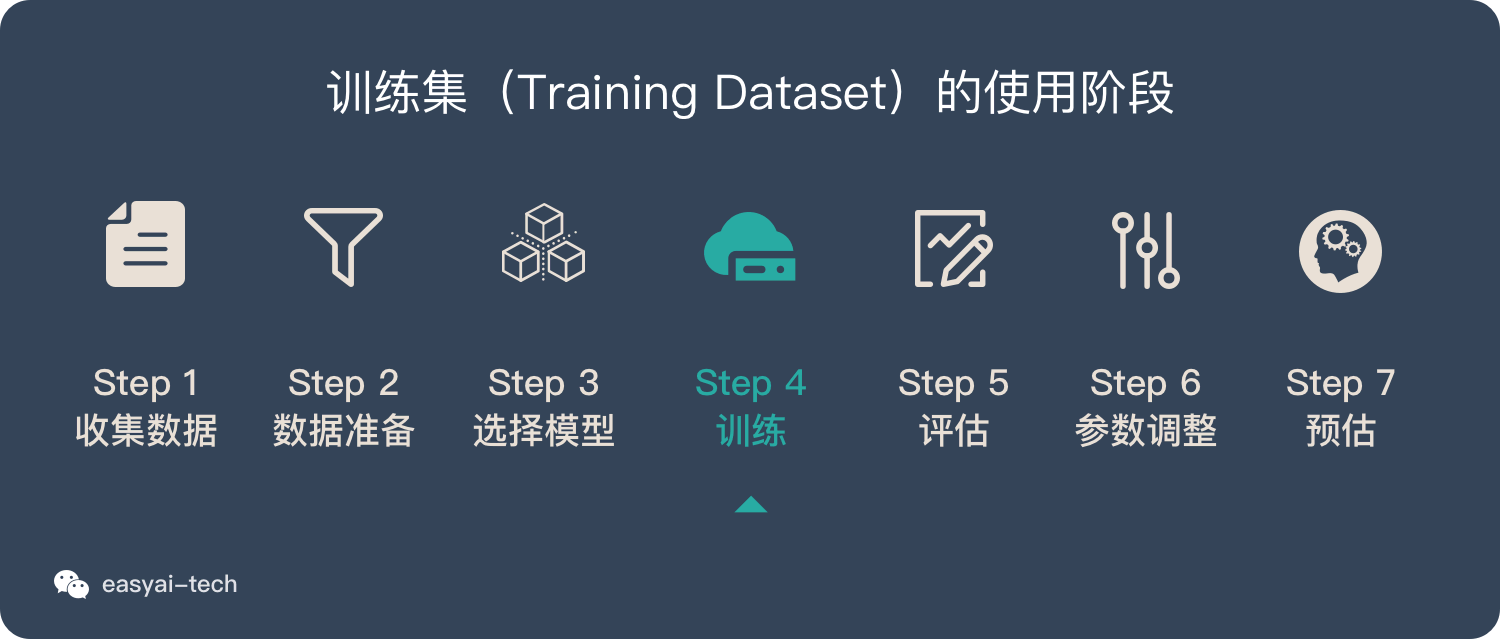 训练集（Training Dataset）的使用阶段
Step 1
收集数据
Step 2
数据准备
Step 3
选择模型
Step 4
训练
Step 5
评估
Step 6
参数调整
Step 7
预估
easyai-tech